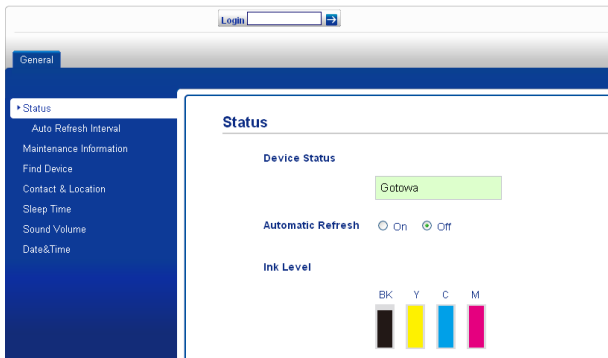 Login
General
Status
Auto Refresh Interval
Maintenance Information
Find Device
Contact & Location
Sleep Time
Sound Volume
Date&Time
Status
Device Status
Gotowa
Automatic Refresh On Off
Ink Level
BK Y C M